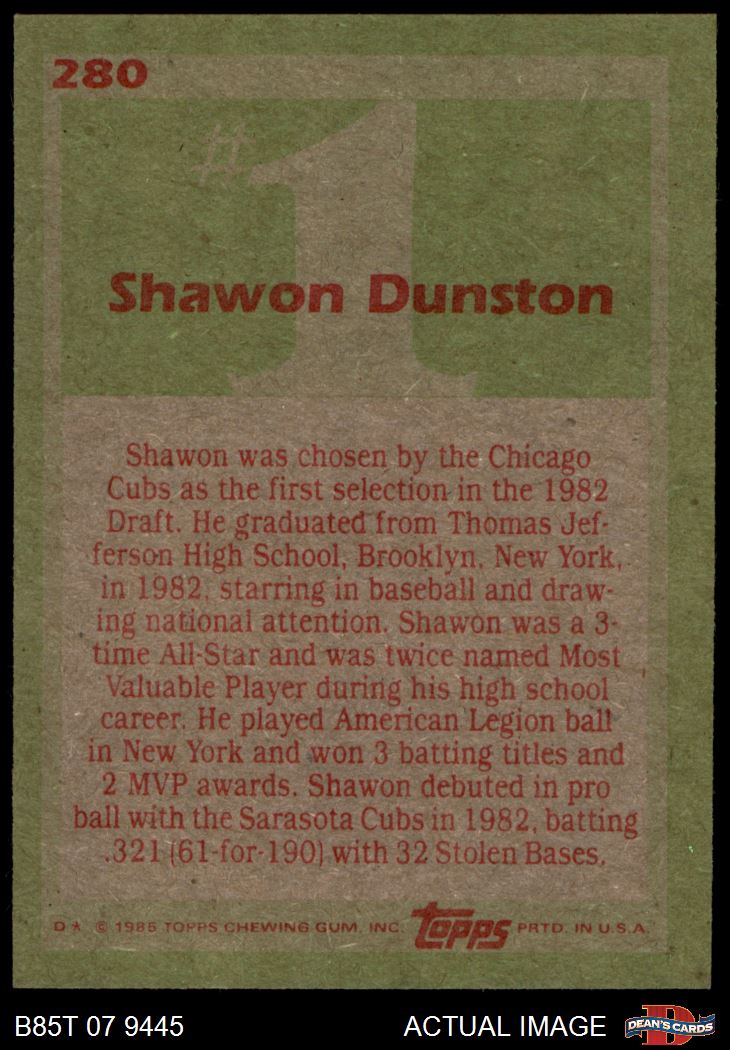 280
#1
Shawon Dunston
Shawon was chosen by the Chicago
Cubs as the first selection in the 1982
Draft. He graduated from Thomas Jef-
ferson High School, Brooklyn, New York,
in 1982, starring in baseball and draw-
ing national attention. Shawon was a 3-
time All-Star and was twice named Most
Valuable Player during his high school
career. He played American Legion ball
in New York and won 3 batting titles and
2 MVP awards. Shawon debuted in pro
ball with the Sarasota Cubs in 1982, batting
.321 (61-for-190) with 32 Stolen Bases.
D* © 1985 TOPPS CHEWING GUM, INC. Topps PRTD. IN U.S.A.
B85T 07 9445 ACTUAL IMAGE D DEAN'S CARDS